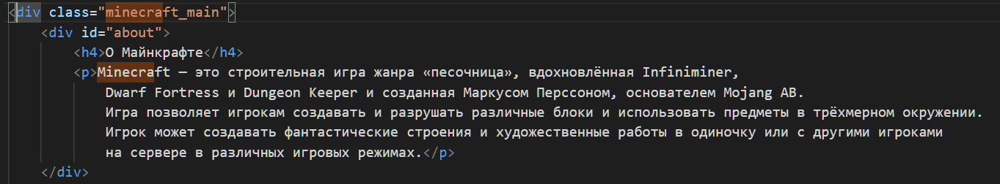 <div class="minecraft_main">
<div id="about">
<h4>О Майнкрафте</h4>
<p>Minecraft — это строительная игра жанра «песочница», вдохновлённая Infiniminer,
Dwarf Fortress и Dungeon Keeper и созданная Маркусом Перссоном, основателем Mojang AB.
Игра позволяет игрокам создавать и разрушать различные блоки и использовать предметы в трёхмерном окружении.
Игрок может создавать фантастические строения и художественные работы в одиночку или с другими игроками
на сервере в различных игровых режимах.</p>
</div>